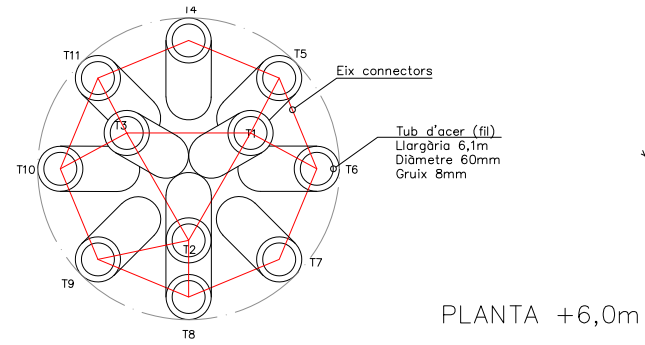 T4
T11
T5
Eix connectors
T3
T1
Tub d'acer (fil)
Llargària 6,1m
Diàmetre 60mm
Gruix 8mm
T10
T6
T2
T9
T7
T8
PLANTA +6,0m